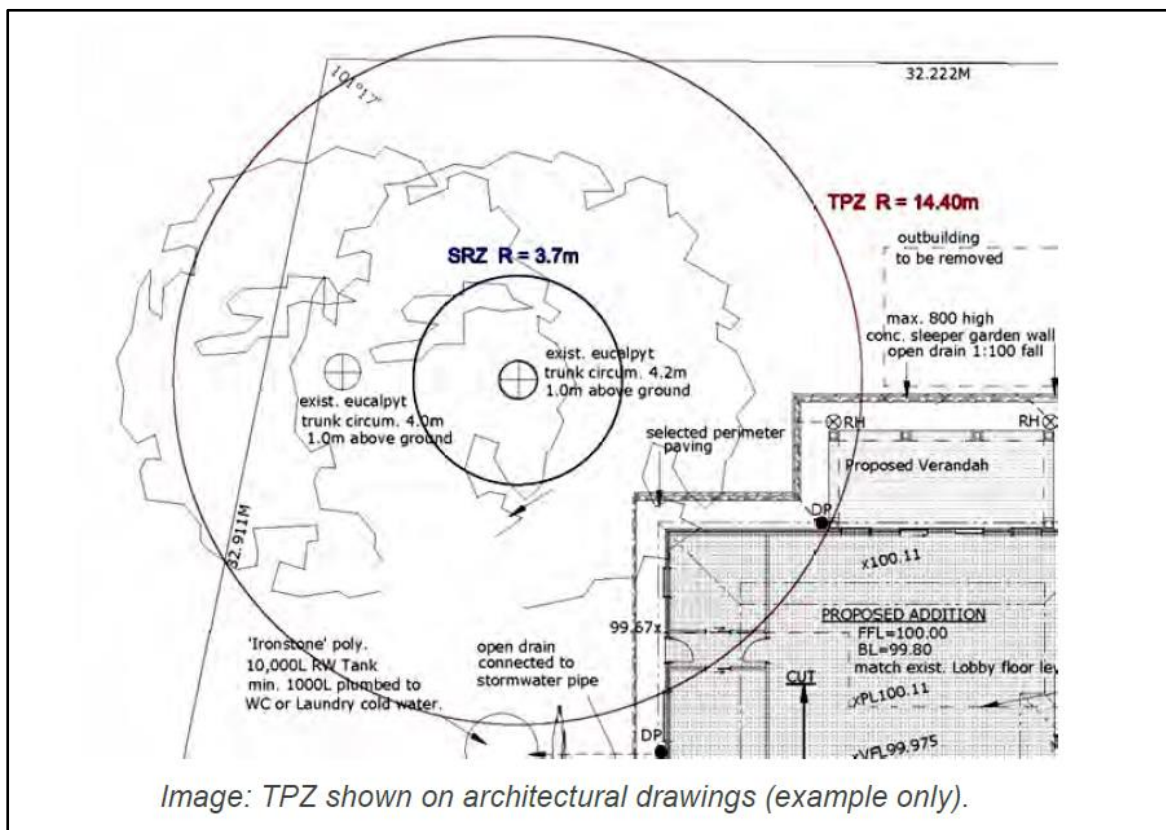 32.222M
101°17'
TPZ R = 14.40m
outbuilding
to be removed
SRZ R = 3.7m
max. 800 high
conc. sleeper garden wall
open drain 1:100 fall
exist. eucalpyt
trunk circum. 4.2m
1.0m above ground
exist. eucalpyt
trunk circum. 4.0m
1.0m above ground
selected perimeter
paving
RH
RH
Proposed Verandah
DP
32.911M
x100.11
PROPOSED ADDITION
FFL=100.00
BL=99.80
match exist. Lobby floor le
99.67x
'Ironstone' poly.
10,000L RW Tank
min. 1000L plumbed to
WC or Laundry cold water.
open drain
connected to
stormwater pipe
CUT
xPL100.11
DP
xVFL99.975
Image: TPZ shown on architectural drawings (example only).